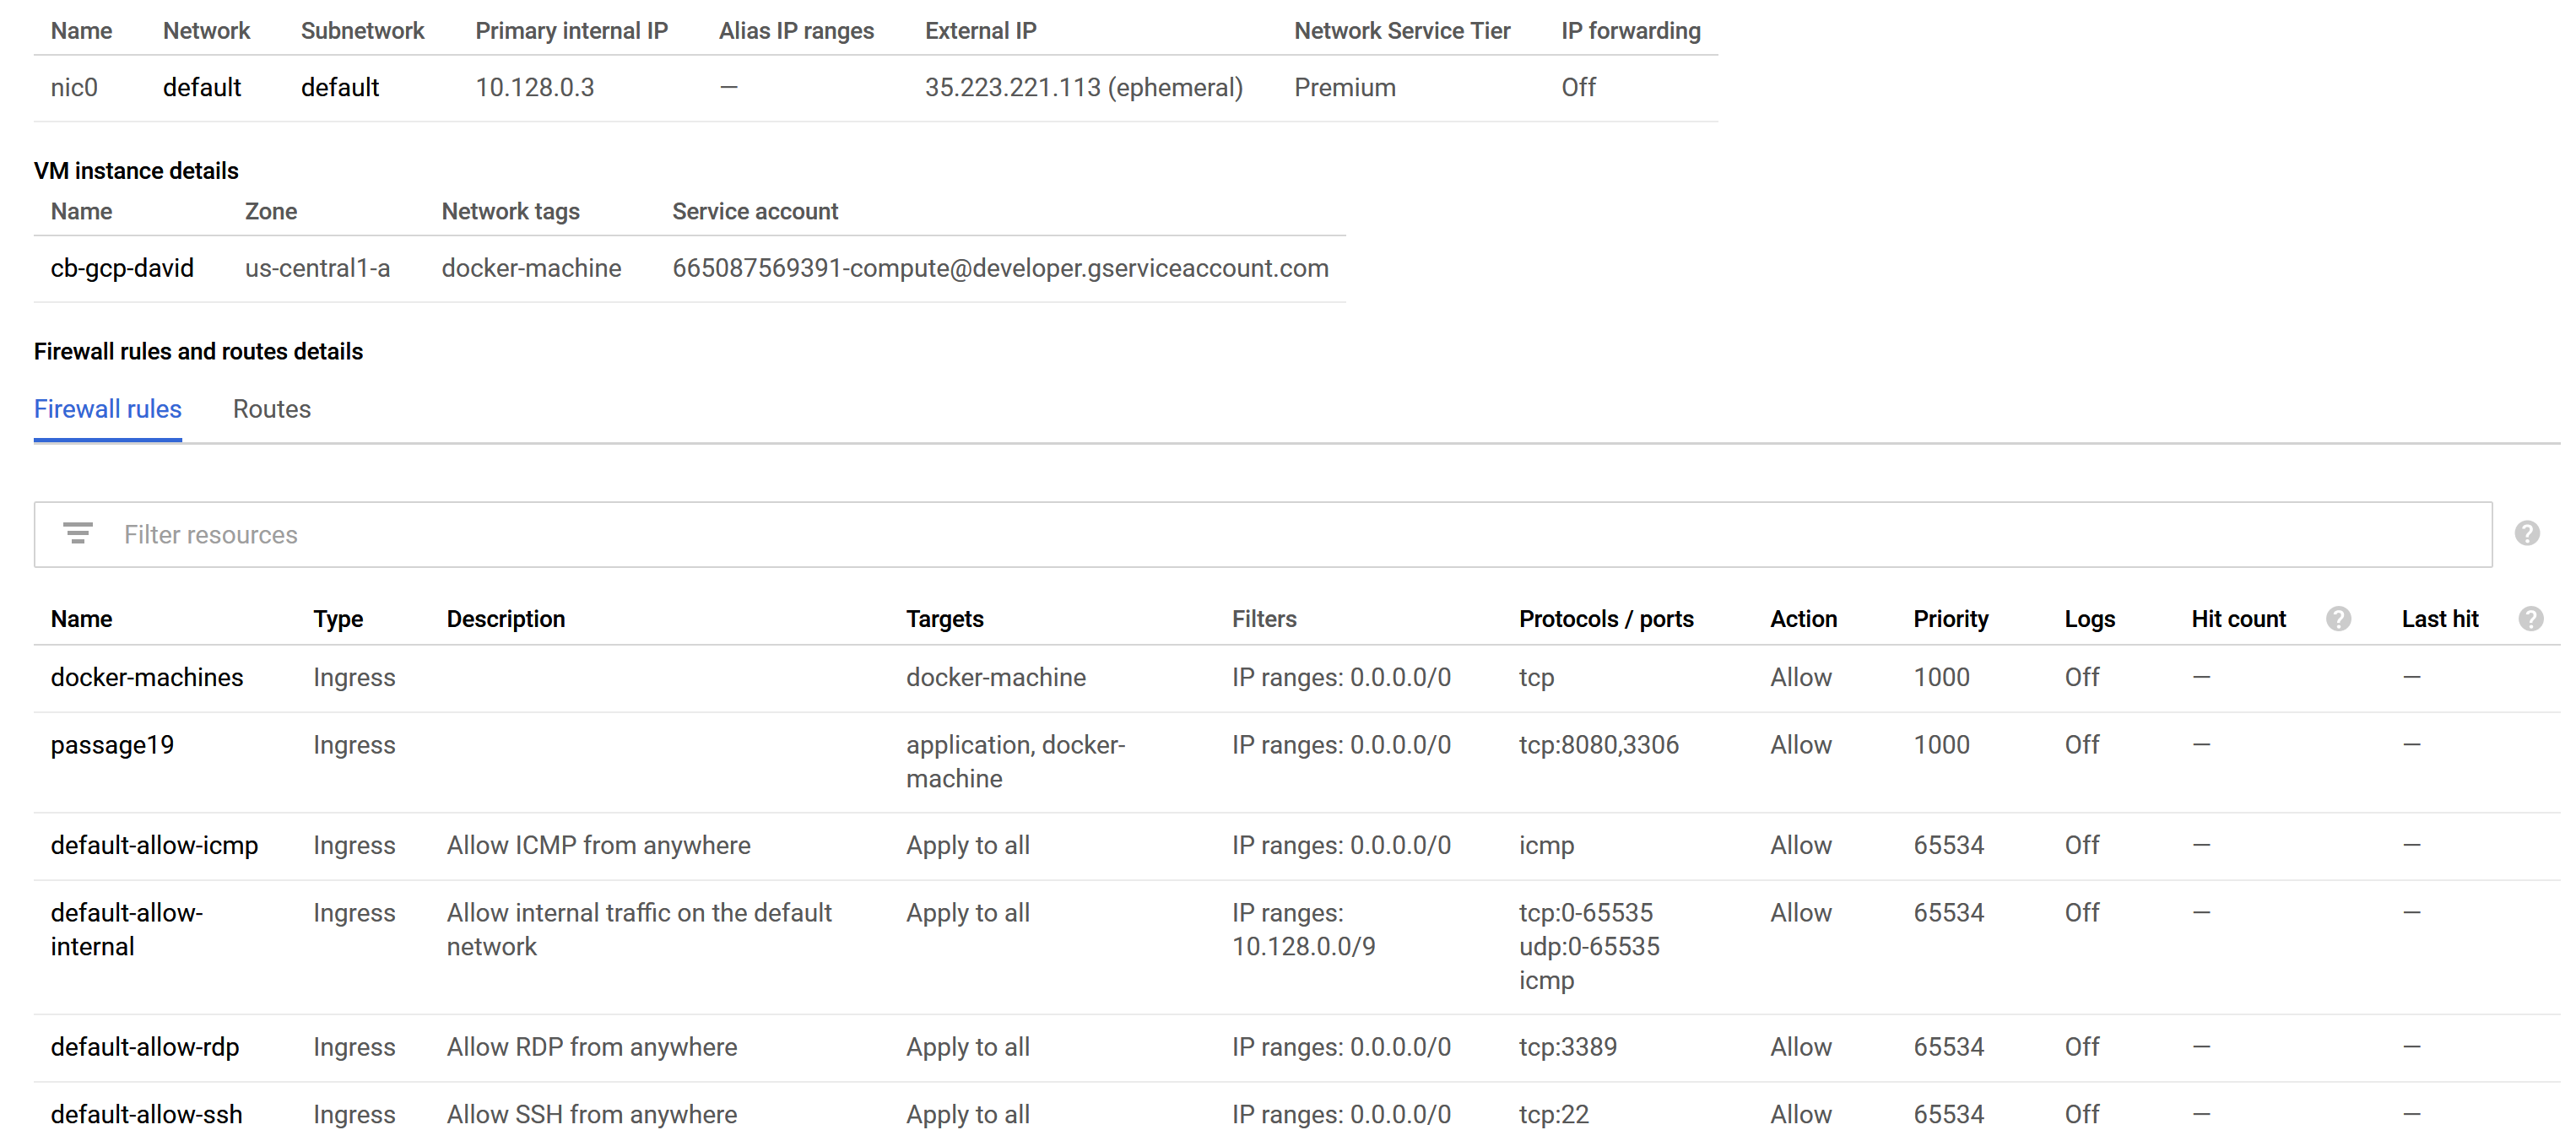 Name Network Subnetwork Primary internal IP Alias IP ranges External IP Network Service Tier IP forwarding
nic0 default default 10.128.0.3 — 35.223.221.113 (ephemeral) Premium Off
VM instance details
Name Zone Network tags Service account
cb-gcp-david us-central1-a docker-machine 665087569391-compute@developer.gserviceaccount.com
Firewall rules and routes details
Firewall rules Routes
Filter resources ?
Name Type Description Targets Filters Protocols / ports Action Priority Logs Hit count ? Last hit ?
docker-machines Ingress docker-machine IP ranges: 0.0.0.0/0 tcp Allow 1000 Off — —
passage19 Ingress application, docker- IP ranges: 0.0.0.0/0 tcp:8080,3306 Allow 1000 Off — —
machine
default-allow-icmp Ingress Allow ICMP from anywhere Apply to all IP ranges: 0.0.0.0/0 icmp Allow 65534 Off — —
default-allow- Ingress Allow internal traffic on the default Apply to all IP ranges: tcp:0-65535 Allow 65534 Off — —
internal network 10.128.0.0/9 udp:0-65535
icmp
default-allow-rdp Ingress Allow RDP from anywhere Apply to all IP ranges: 0.0.0.0/0 tcp:3389 Allow 65534 Off — —
default-allow-ssh Ingress Allow SSH from anywhere Apply to all IP ranges: 0.0.0.0/0 tcp:22 Allow 65534 Off — —